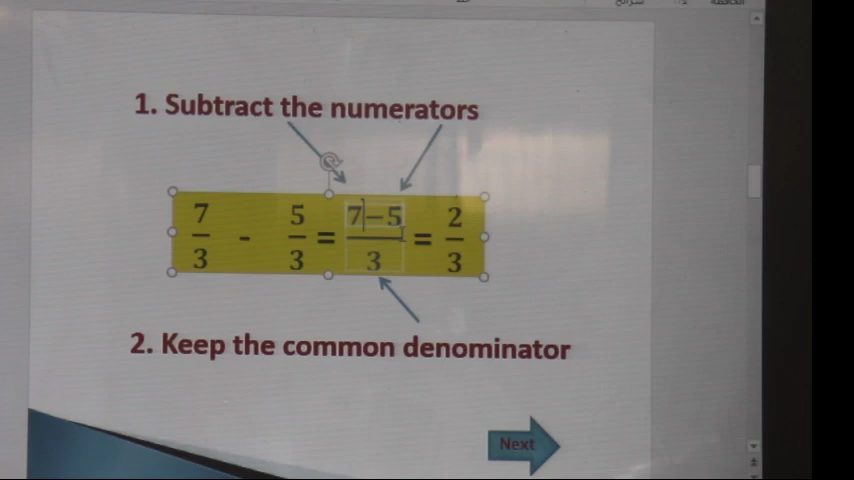 1. Subtract the numerators
7/3 - 5/3 = 7-5/3 = 2/3
2. Keep the common denominator
Next